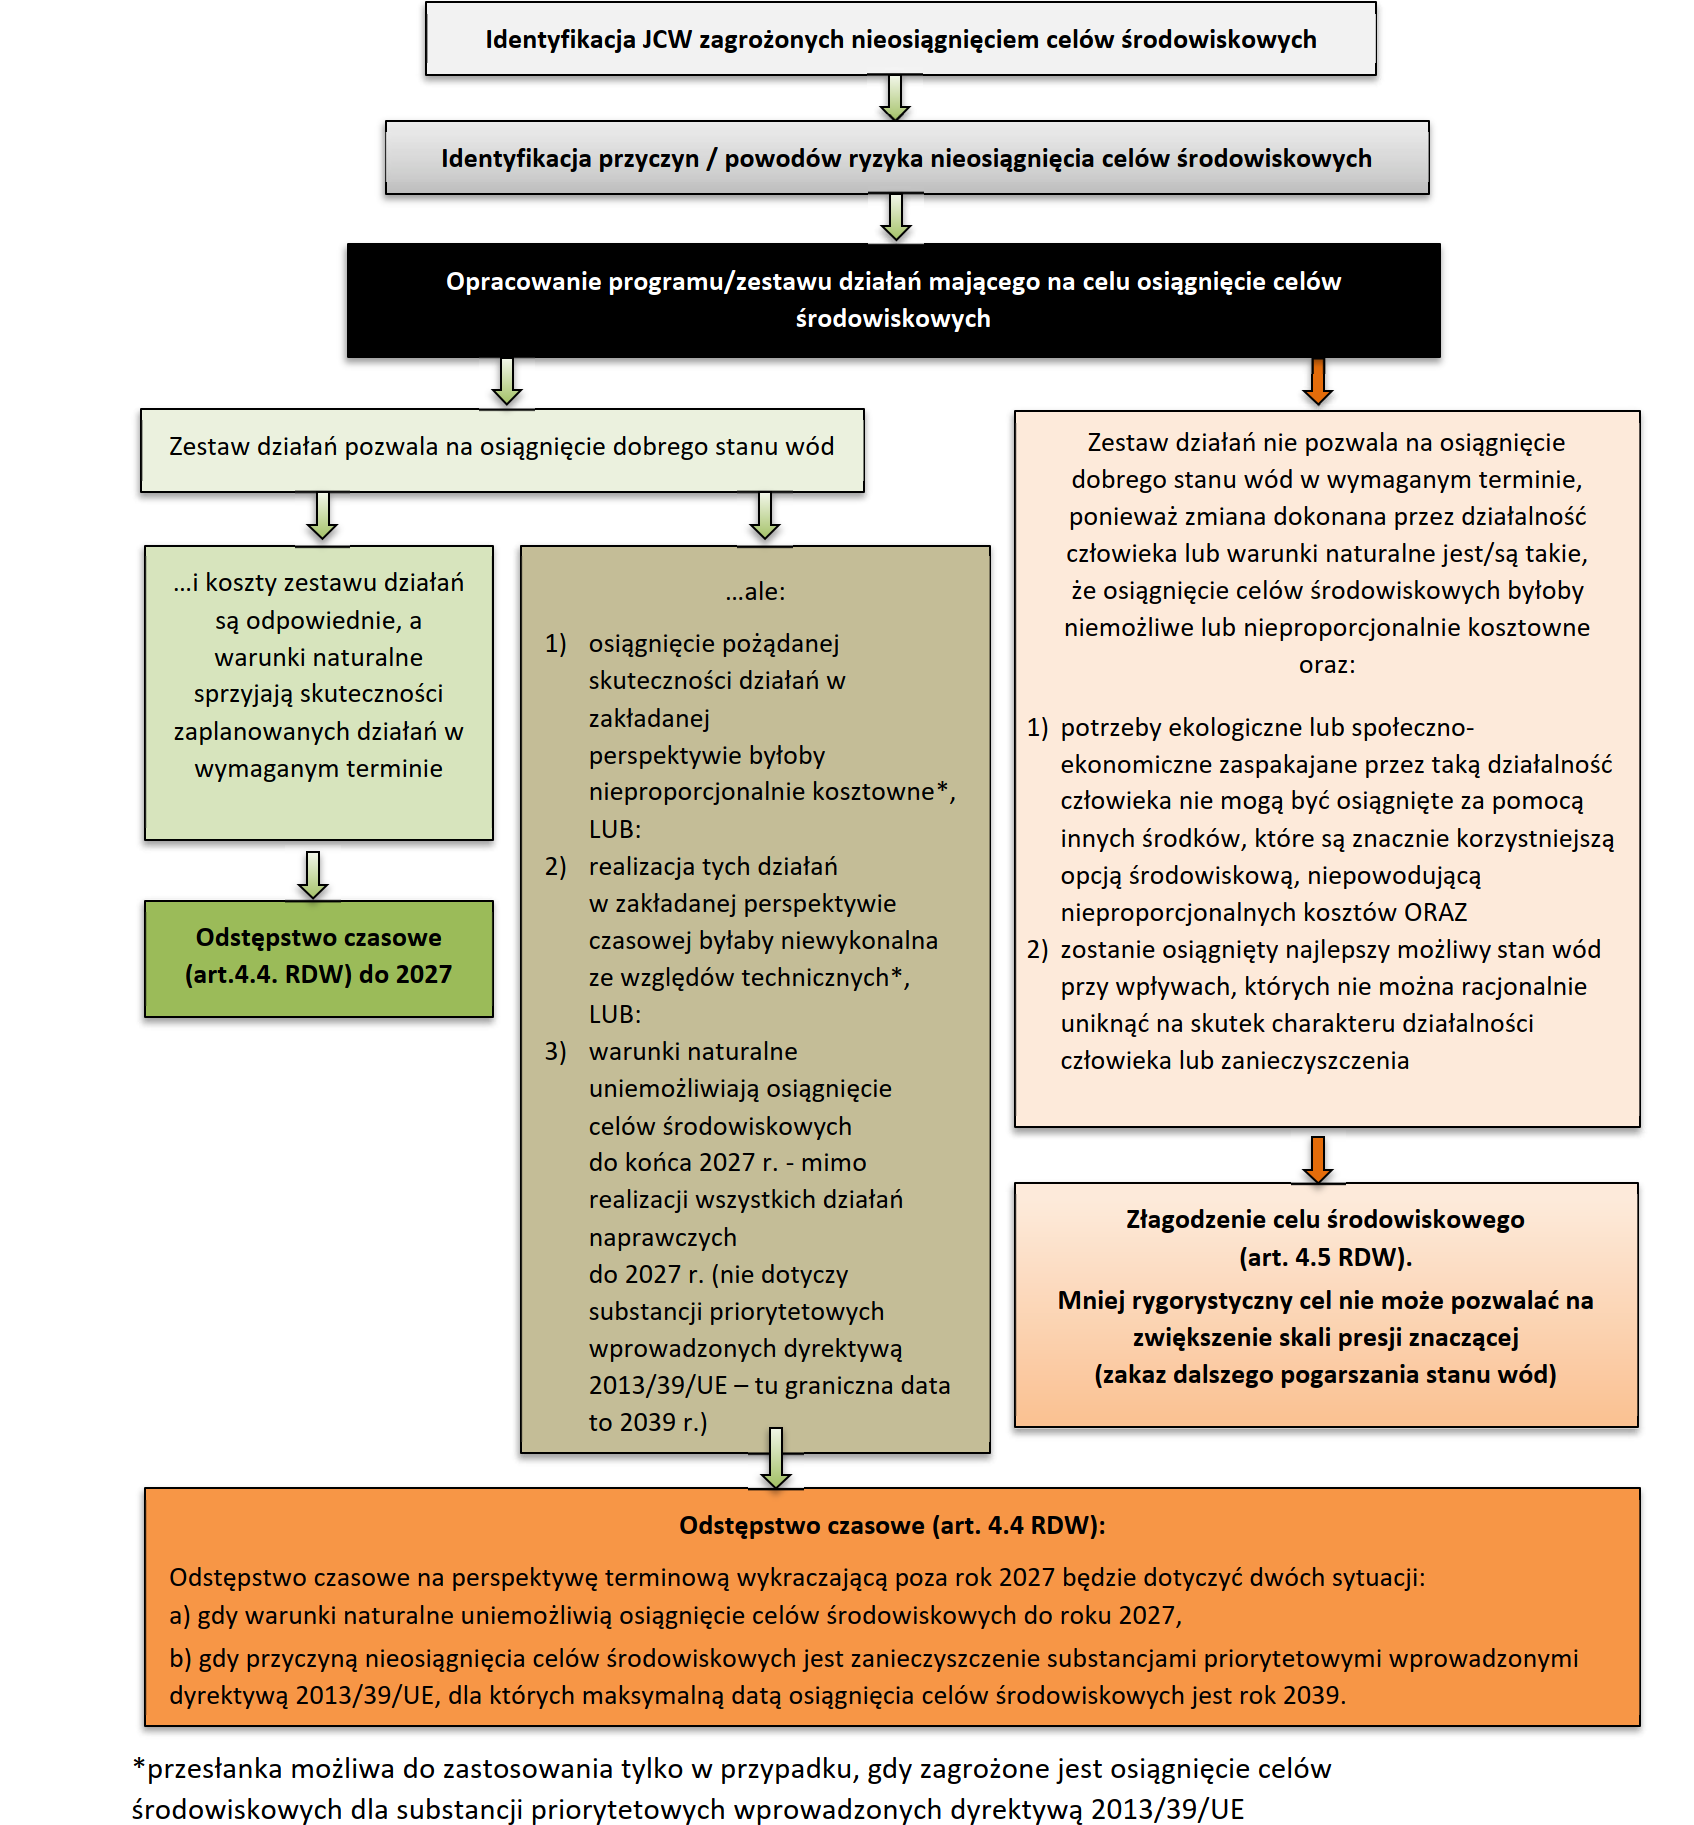 Identyfikacja JCW zagrożonych nieosiągnięciem celów środowiskowych
Identyfikacja przyczyn / powodów ryzyka nieosiągnięcia celów środowiskowych
Opracowanie programu/zestawu działań mającego na celu osiągnięcie celów
środowiskowych
Zestaw działań pozwala na osiągnięcie dobrego stanu wód
…i koszty zestawu działań
są odpowiednie, a
warunki naturalne
sprzyjają skuteczności
zaplanowanych działań w
wymaganym terminie
Odstępstwo czasowe
(art.4.4. RDW) do 2027
…ale:
1) osiągnięcie pożądanej
skuteczności działań w
zakładanej
perspektywie byłoby
nieproporcjonalnie kosztowne*,
LUB:
2) realizacja tych działań
w zakładanej perspektywie
czasowej byłaby niewykonalna
ze względów technicznych*,
LUB:
3) warunki naturalne
uniemożliwiają osiągnięcie
celów środowiskowych
do końca 2027 r. - mimo
realizacji wszystkich działań
naprawczych
do 2027 r. (nie dotyczy
substancji priorytetowych
wprowadzonych dyrektywą
2013/39/UE – tu graniczna data
to 2039 r.)
Zestaw działań nie pozwala na osiągnięcie
dobrego stanu wód w wymaganym terminie,
ponieważ zmiana dokonana przez działalność
człowieka lub warunki naturalne jest/są takie,
że osiągnięcie celów środowiskowych byłoby
niemożliwe lub nieproporcjonalnie kosztowne
oraz:
1) potrzeby ekologiczne lub społeczno-
ekonomiczne zaspakajane przez taką działalność
człowieka nie mogą być osiągnięte za pomocą
innych środków, które są znacznie korzystniejszą
opcją środowiskową, niepowodującą
nieproporcjonalnych kosztów ORAZ
2) zostanie osiągnięty najlepszy możliwy stan wód
przy wpływach, których nie można racjonalnie
uniknąć na skutek charakteru działalności
człowieka lub zanieczyszczenia
Złagodzenie celu środowiskowego
(art. 4.5 RDW).
Mniej rygorystyczny cel nie może pozwalać na
zwiększenie skali presji znaczącej
(zakaz dalszego pogarszania stanu wód)
Odstępstwo czasowe (art. 4.4 RDW):
Odstępstwo czasowe na perspektywę terminową wykraczającą poza rok 2027 będzie dotyczyć dwóch sytuacji:
a) gdy warunki naturalne uniemożliwią osiągnięcie celów środowiskowych do roku 2027,
b) gdy przyczyną nieosiągnięcia celów środowiskowych jest zanieczyszczenie substancjami priorytetowymi wprowadzonymi
dyrektywą 2013/39/UE, dla których maksymalną datą osiągnięcia celów środowiskowych jest rok 2039.
*przesłanka możliwa do zastosowania tylko w przypadku, gdy zagrożone jest osiągnięcie celów
środowiskowych dla substancji priorytetowych wprowadzonych dyrektywą 2013/39/UE